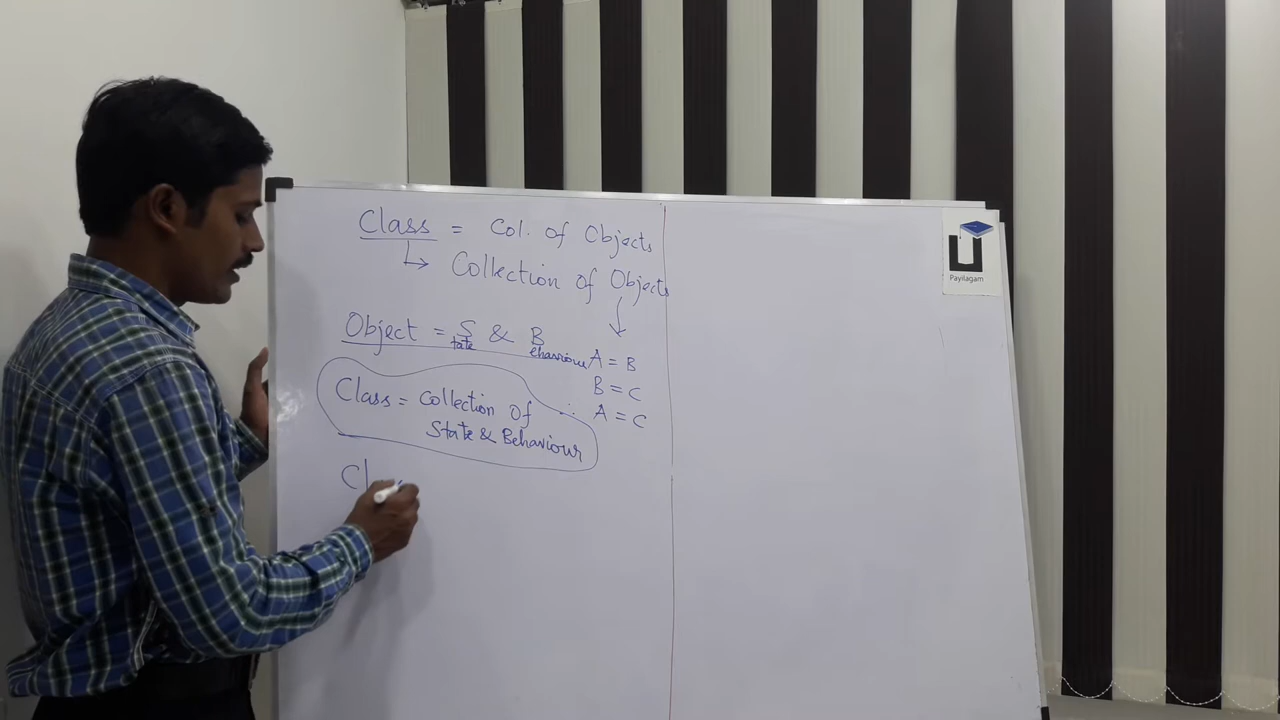 Class = Col. of Objects
↳ Collection of Objects
↓
Object = State & Behaviour
A = B
B = C
∴ A = C
Class = Collection of
State & Behaviour
Cl
Payilagam